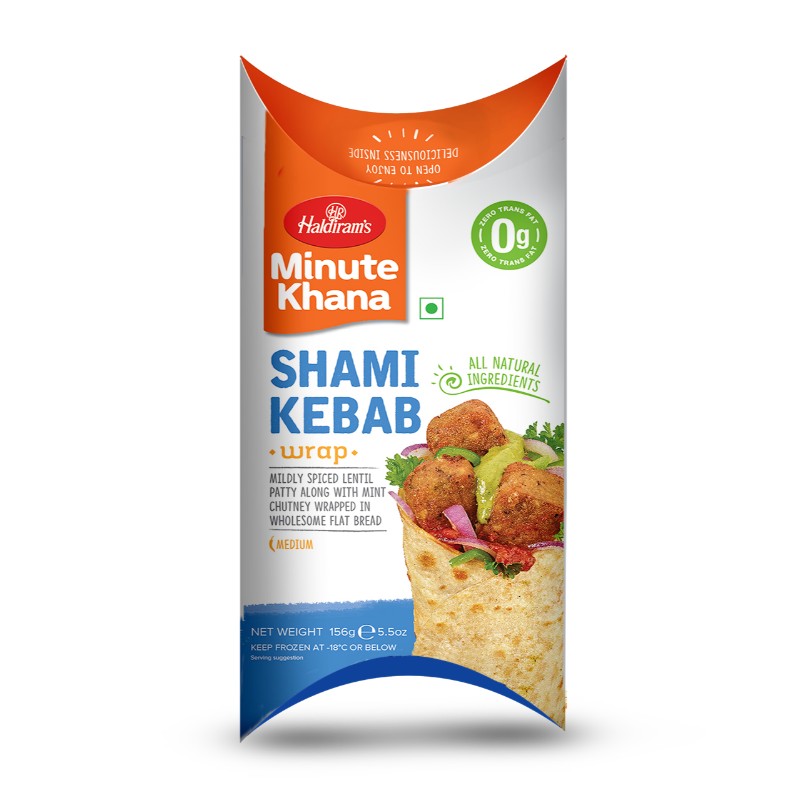 OPEN TO ENJOY
DELICIOUSNESS INSIDE
HR
Haldiram's
Minute
Khana
ZERO TRANS FAT
0g
ZERO TRANS FAT
SHAMI
KEBAB
wrap
ALL NATURAL
INGREDIENTS
MILDLY SPICED LENTIL
PATTY ALONG WITH MINT
CHUTNEY WRAPPED IN
WHOLESOME FLAT BREAD
MEDIUM
NET WEIGHT 156g e 5.5oz
KEEP FROZEN AT -18°C OR BELOW
Serving suggestion